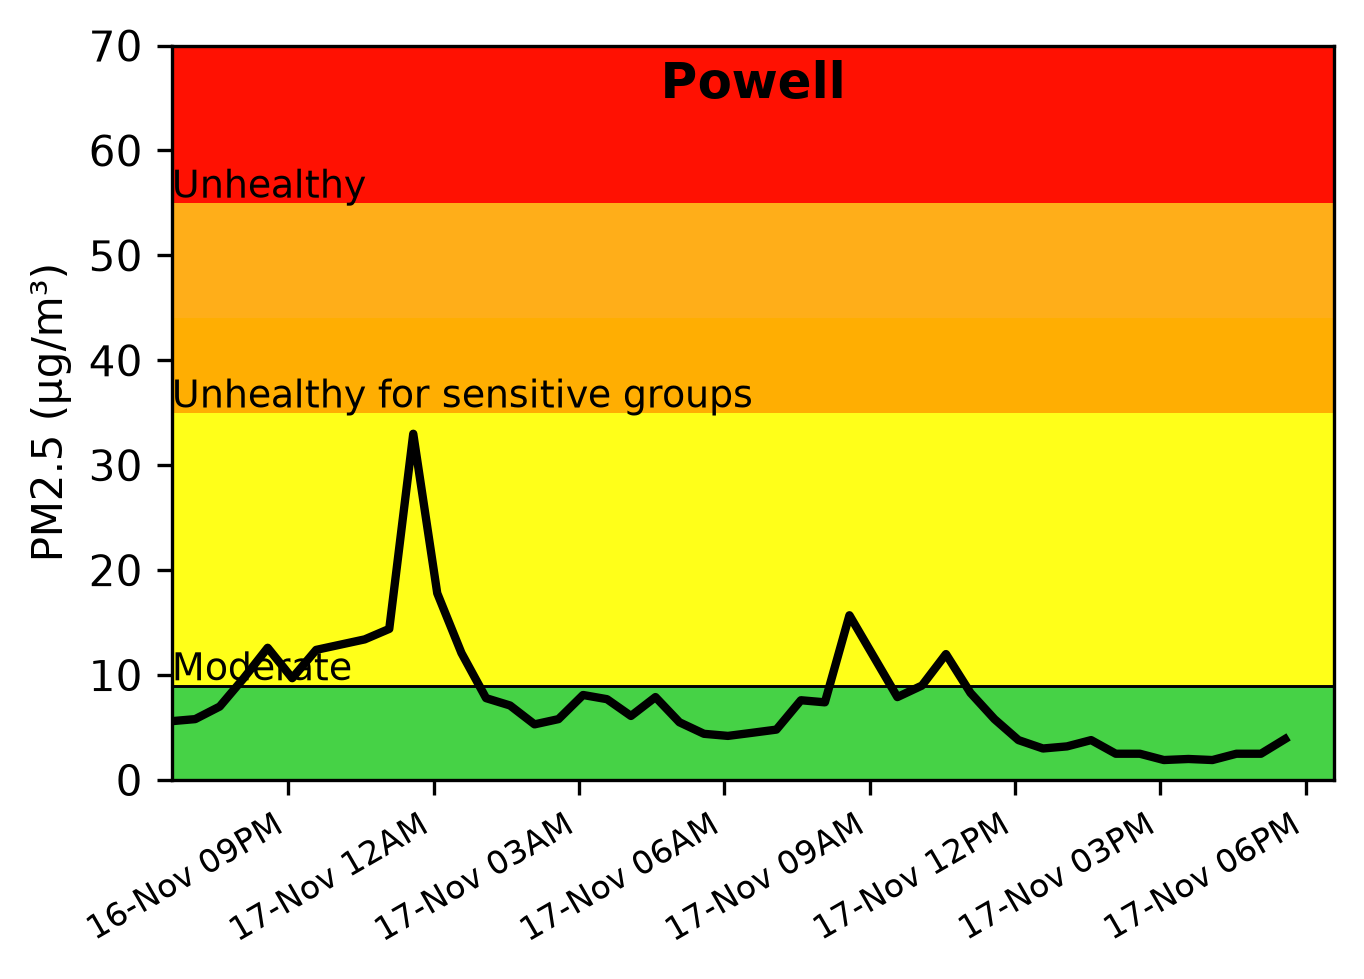 Powell
70
60
50
40
30
20
10
0
PM2.5 (µg/m³)
Unhealthy
Unhealthy for sensitive groups
Moderate
16-Nov 09PM
17-Nov 12AM
17-Nov 03AM
17-Nov 06AM
17-Nov 09AM
17-Nov 12PM
17-Nov 03PM
17-Nov 06PM